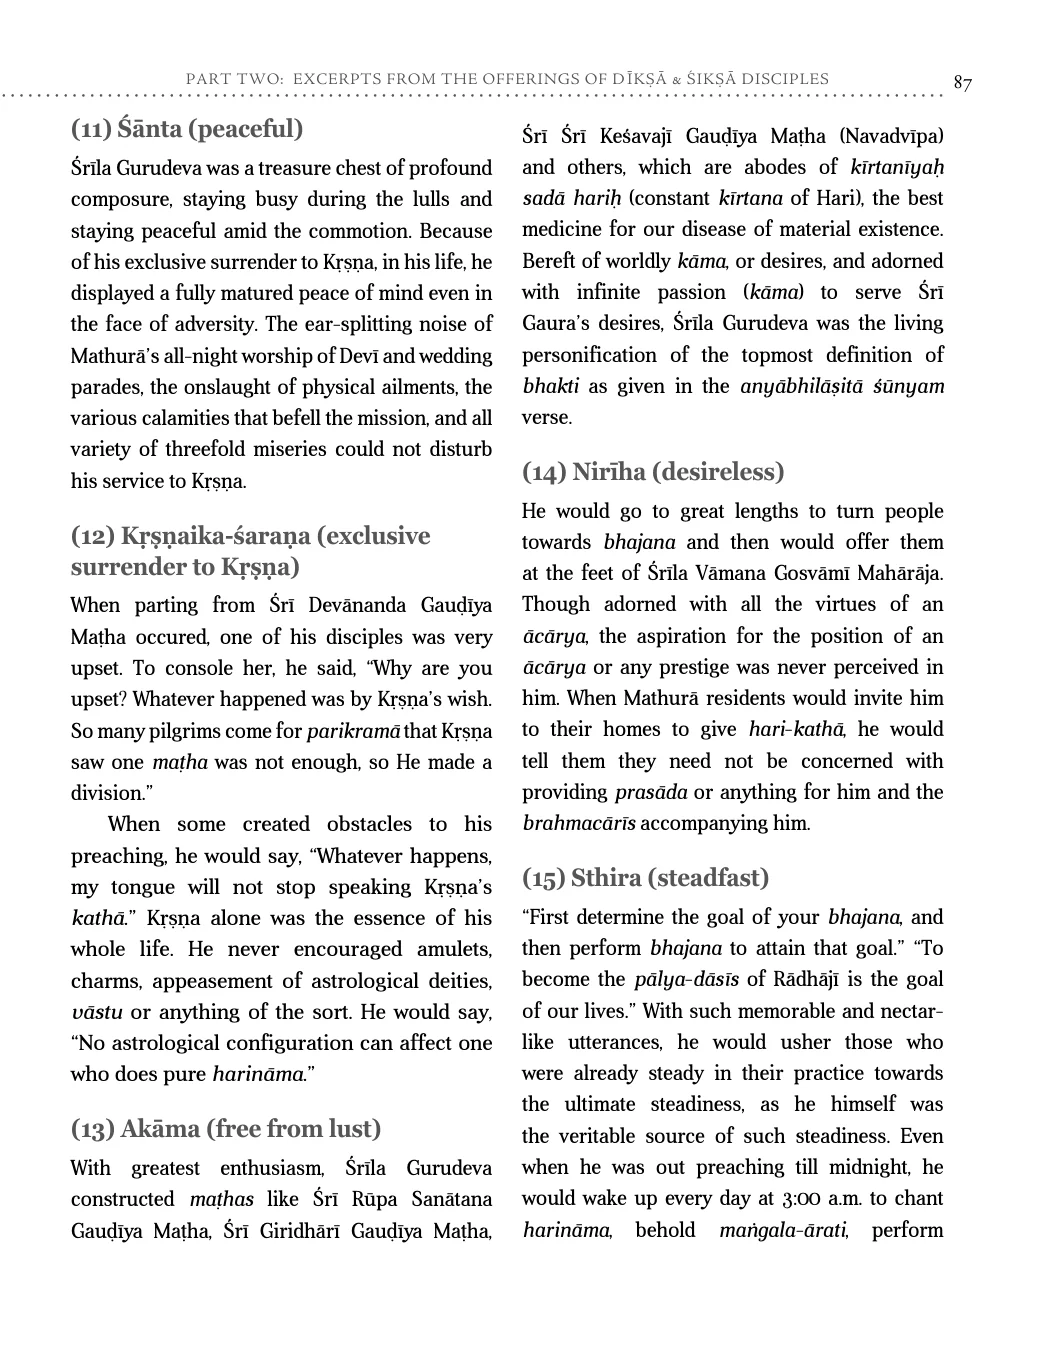 PART TWO: EXCERPTS FROM THE OFFERINGS OF DĪKṢĀ & ŚIKṢĀ DISCIPLES 87
(11) Śānta (peaceful)
Śrīla Gurudeva was a treasure chest of profound
composure, staying busy during the lulls and
staying peaceful amid the commotion. Because
of his exclusive surrender to Kṛṣṇa, in his life, he
displayed a fully matured peace of mind even in
the face of adversity. The ear-splitting noise of
Mathurā’s all-night worship of Devī and wedding
parades, the onslaught of physical ailments, the
various calamities that befell the mission, and all
variety of threefold miseries could not disturb
his service to Kṛṣṇa.
(12) Kṛṣṇaika-śaraṇa (exclusive
surrender to Kṛṣṇa)
When parting from Śrī Devānanda Gauḍīya
Maṭha occured, one of his disciples was very
upset. To console her, he said, “Why are you
upset? Whatever happened was by Kṛṣṇa’s wish.
So many pilgrims come for parikramā that Kṛṣṇa
saw one maṭha was not enough, so He made a
division.”
When some created obstacles to his
preaching, he would say, “Whatever happens,
my tongue will not stop speaking Kṛṣṇa’s
kathā.” Kṛṣṇa alone was the essence of his
whole life. He never encouraged amulets,
charms, appeasement of astrological deities,
vāstu or anything of the sort. He would say,
“No astrological configuration can affect one
who does pure harināma.”
(13) Akāma (free from lust)
With greatest enthusiasm, Śrīla Gurudeva
constructed maṭhas like Śrī Rūpa Sanātana
Gauḍīya Maṭha, Śrī Giridhārī Gauḍīya Maṭha,
Śrī Śrī Keśavajī Gauḍīya Maṭha (Navadvīpa)
and others, which are abodes of kīrtanīyaḥ
sadā hariḥ (constant kīrtana of Hari), the best
medicine for our disease of material existence.
Bereft of worldly kāma, or desires, and adorned
with infinite passion (kāma) to serve Śrī
Gaura’s desires, Śrīla Gurudeva was the living
personification of the topmost definition of
bhakti as given in the anyābhilāṣitā śūnyam
verse.
(14) Nirīha (desireless)
He would go to great lengths to turn people
towards bhajana and then would offer them
at the feet of Śrīla Vāmana Gosvāmī Mahārāja.
Though adorned with all the virtues of an
ācārya, the aspiration for the position of an
ācārya or any prestige was never perceived in
him. When Mathurā residents would invite him
to their homes to give hari-kathā, he would
tell them they need not be concerned with
providing prasāda or anything for him and the
brahmacārīs accompanying him.
(15) Sthira (steadfast)
“First determine the goal of your bhajana, and
then perform bhajana to attain that goal.” “To
become the pālya-dāsīs of Rādhājī is the goal
of our lives.” With such memorable and nectar-
like utterances, he would usher those who
were already steady in their practice towards
the ultimate steadiness, as he himself was
the veritable source of such steadiness. Even
when he was out preaching till midnight, he
would wake up every day at 3:00 a.m. to chant
harināma, behold maṅgala-ārati, perform